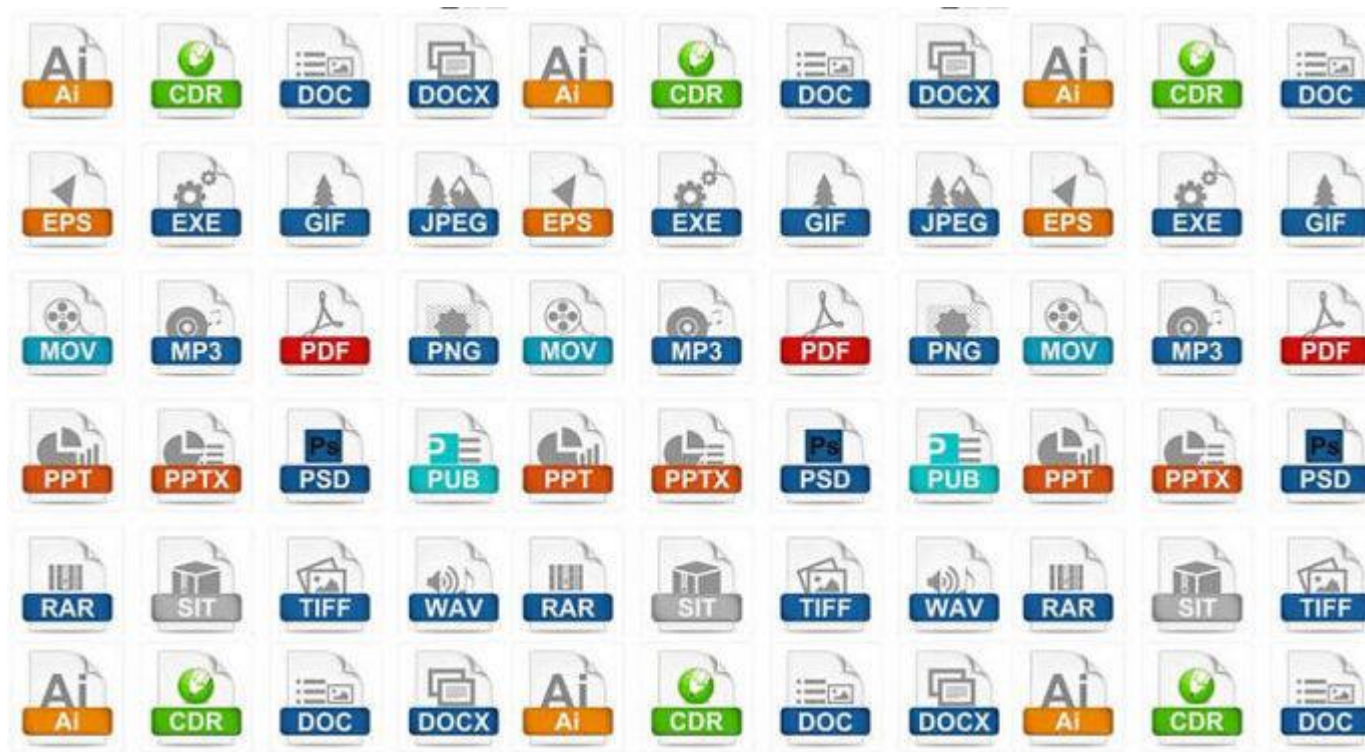 Ai CDR DOC DOCX Ai CDR DOC DOCX Ai CDR DOC
EPS EXE GIF JPEG EPS EXE GIF JPEG EPS EXE GIF
MOV MP3 PDF PNG MOV MP3 PDF PNG MOV MP3 PDF
PPT PPTX PSD PUB PPT PPTX PSD PUB PPT PPTX PSD
RAR SIT TIFF WAV RAR SIT TIFF WAV RAR SIT TIFF
Ai CDR DOC DOCX Ai CDR DOC DOCX Ai CDR DOC